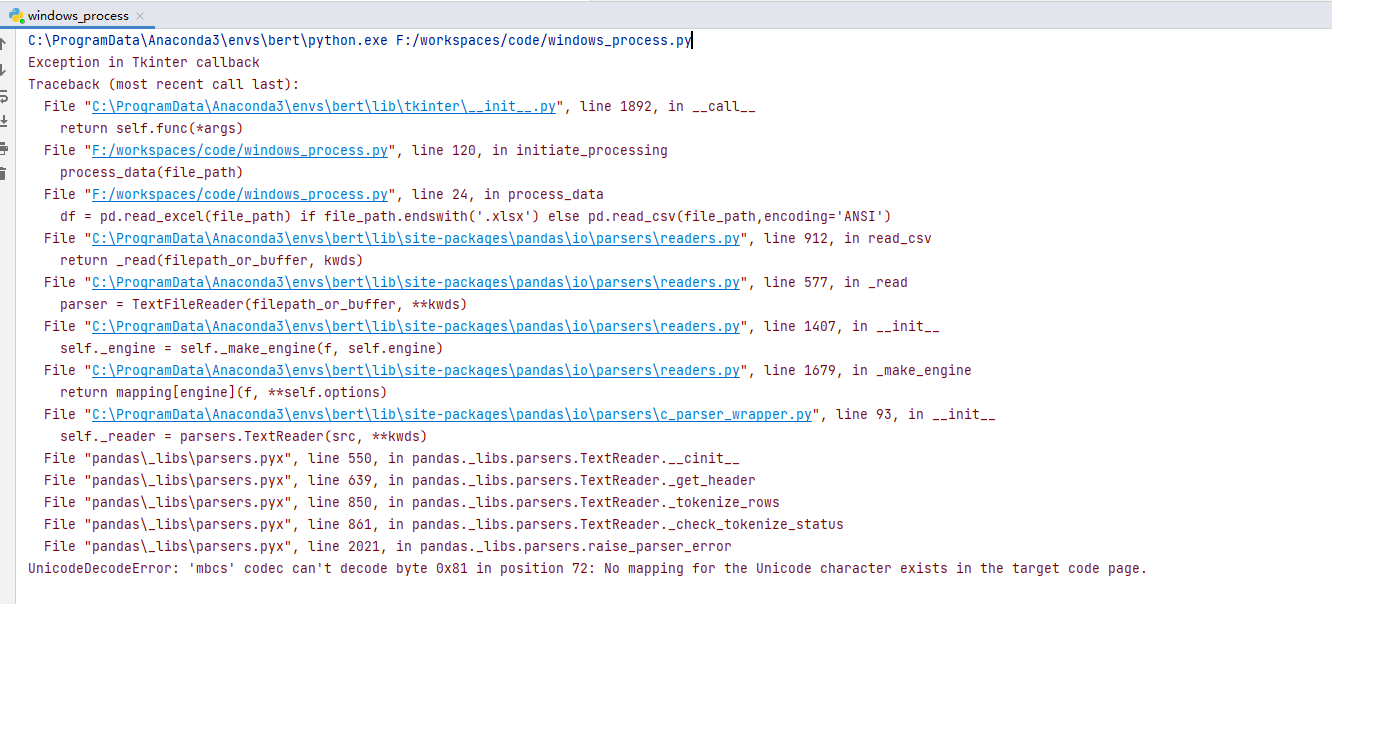 windows_process
C:\ProgramData\Anaconda3\envs\bert\python.exe F:/workspaces/code/windows_process.py
Exception in Tkinter callback
Traceback (most recent call last):
  File "C:\ProgramData\Anaconda3\envs\bert\lib\tkinter\__init__.py", line 1892, in __call__
    return self.func(*args)
  File "F:/workspaces/code/windows_process.py", line 120, in initiate_processing
    process_data(file_path)
  File "F:/workspaces/code/windows_process.py", line 24, in process_data
    df = pd.read_excel(file_path) if file_path.endswith('.xlsx') else pd.read_csv(file_path,encoding='ANSI')
  File "C:\ProgramData\Anaconda3\envs\bert\lib\site-packages\pandas\io\parsers\readers.py", line 912, in read_csv
    return _read(filepath_or_buffer, kwds)
  File "C:\ProgramData\Anaconda3\envs\bert\lib\site-packages\pandas\io\parsers\readers.py", line 577, in _read
    parser = TextFileReader(filepath_or_buffer, **kwds)
  File "C:\ProgramData\Anaconda3\envs\bert\lib\site-packages\pandas\io\parsers\readers.py", line 1407, in __init__
    self._engine = self._make_engine(f, self.engine)
  File "C:\ProgramData\Anaconda3\envs\bert\lib\site-packages\pandas\io\parsers\readers.py", line 1679, in _make_engine
    return mapping[engine](f, **self.options)
  File "C:\ProgramData\Anaconda3\envs\bert\lib\site-packages\pandas\io\parsers\c_parser_wrapper.py", line 93, in __init__
    self._reader = parsers.TextReader(src, **kwds)
  File "pandas\_libs\parsers.pyx", line 550, in pandas._libs.parsers.TextReader.__cinit__
  File "pandas\_libs\parsers.pyx", line 639, in pandas._libs.parsers.TextReader._get_header
  File "pandas\_libs\parsers.pyx", line 850, in pandas._libs.parsers.TextReader._tokenize_rows
  File "pandas\_libs\parsers.pyx", line 861, in pandas._libs.parsers.TextReader._check_tokenize_status
  File "pandas\_libs\parsers.pyx", line 2021, in pandas._libs.parsers.raise_parser_error
UnicodeDecodeError: 'mbcs' codec can't decode byte 0x81 in position 72: No mapping for the Unicode character exists in the target code page.